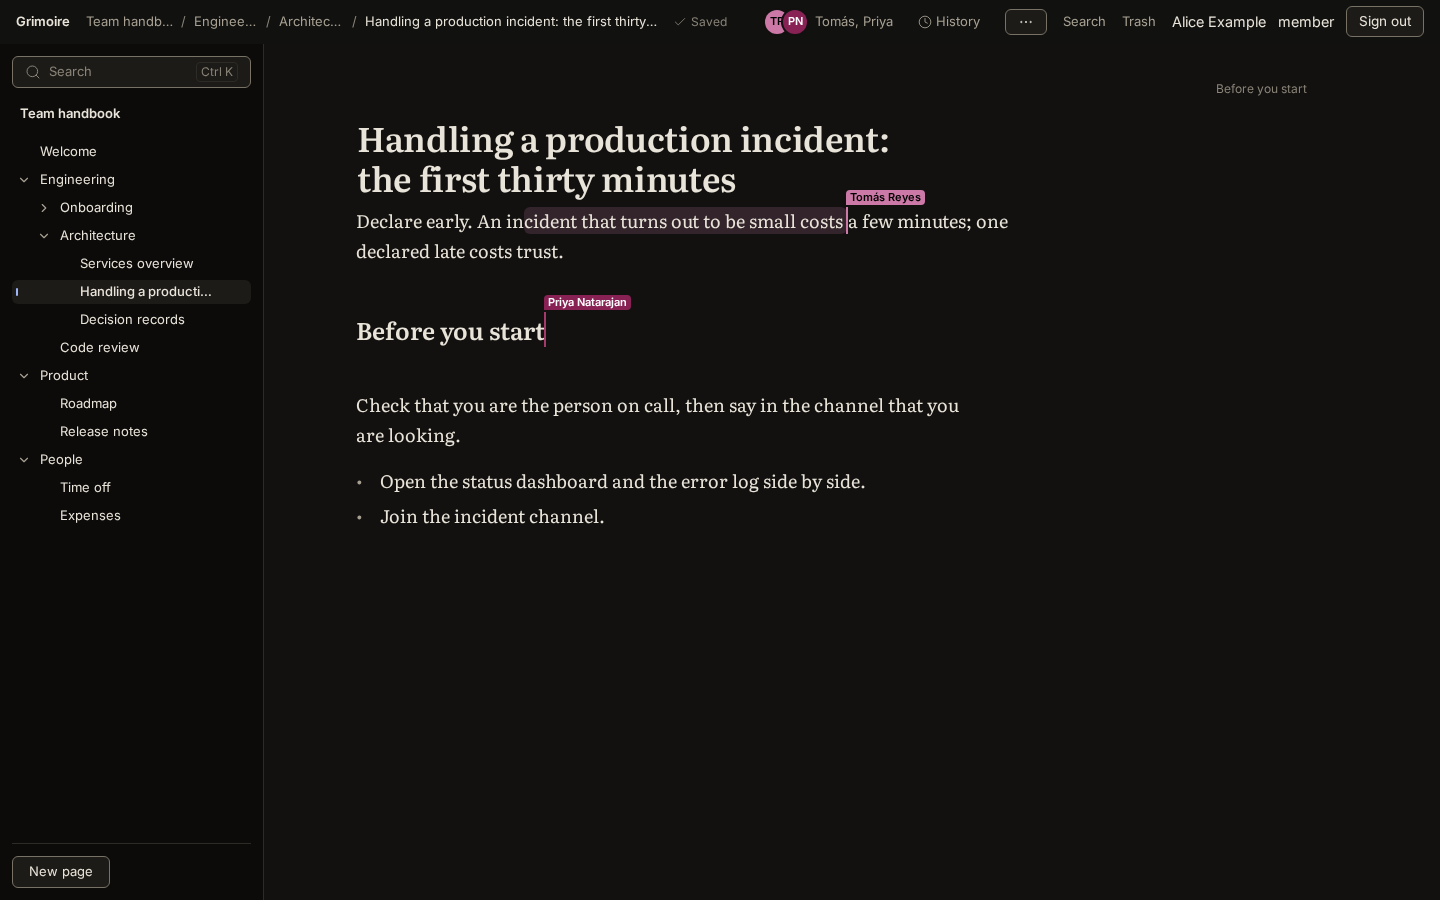 Grimoire Team handb... / Enginee... / Architec... / Handling a production incident: the first thirty... Saved PN Tomás, Priya History ... Search Trash Alice Example member Sign out
Search Ctrl K
Before you start
Team handbook
Welcome
Engineering
Onboarding
Architecture
Services overview
Handling a producti...
Decision records
Code review
Product
Roadmap
Release notes
People
Time off
Expenses
New page
Handling a production incident:
the first thirty minutes
Tomás Reyes
Declare early. An incident that turns out to be small costs a few minutes; one
declared late costs trust.
Priya Natarajan
Before you start
Check that you are the person on call, then say in the channel that you
are looking.
• Open the status dashboard and the error log side by side.
• Join the incident channel.